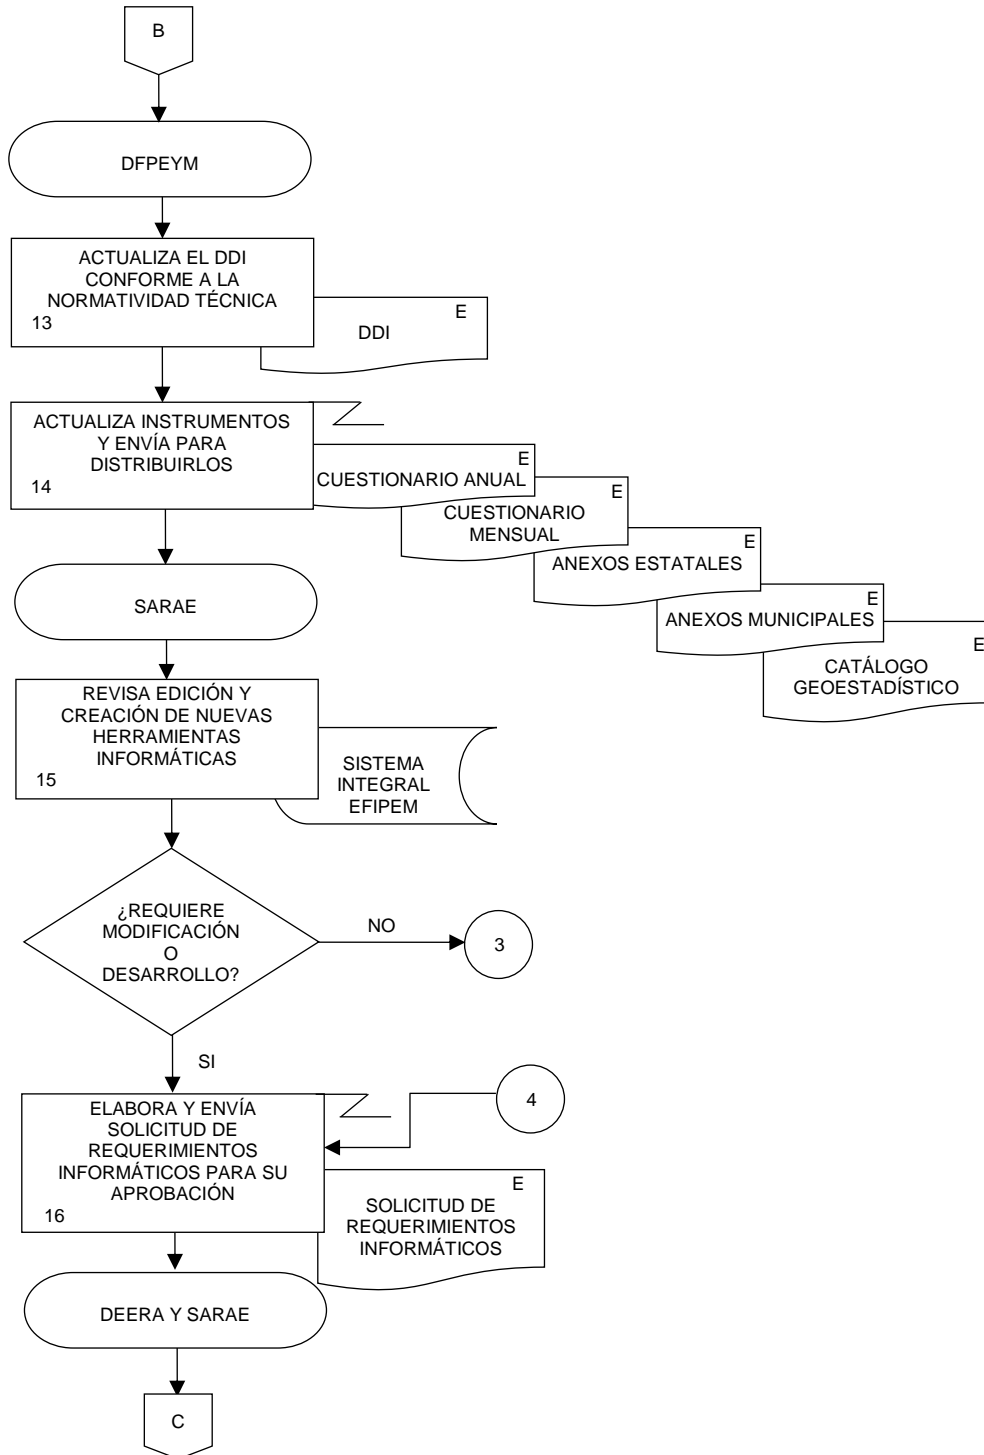 B
DFPEYM
ACTUALIZA EL DDI
CONFORME A LA
NORMATIVIDAD TÉCNICA
13
E
DDI
ACTUALIZA INSTRUMENTOS
Y ENVÍA PARA
DISTRIBUIRLOS
14
E
CUESTIONARIO ANUAL
E
CUESTIONARIO
MENSUAL
E
ANEXOS ESTATALES
E
ANEXOS MUNICIPALES
E
CATÁLOGO
GEOESTADÍSTICO
SARAE
REVISA EDICIÓN Y
CREACIÓN DE NUEVAS
HERRAMIENTAS
INFORMÁTICAS
15
SISTEMA
INTEGRAL
EFIPEM
¿REQUIERE
MODIFICACIÓN
O
DESARROLLO?
NO
3
SI
4
ELABORA Y ENVÍA
SOLICITUD DE
REQUERIMIENTOS
INFORMÁTICOS PARA SU
APROBACIÓN
16
E
SOLICITUD DE
REQUERIMIENTOS
INFORMÁTICOS
DEERA Y SARAE
C